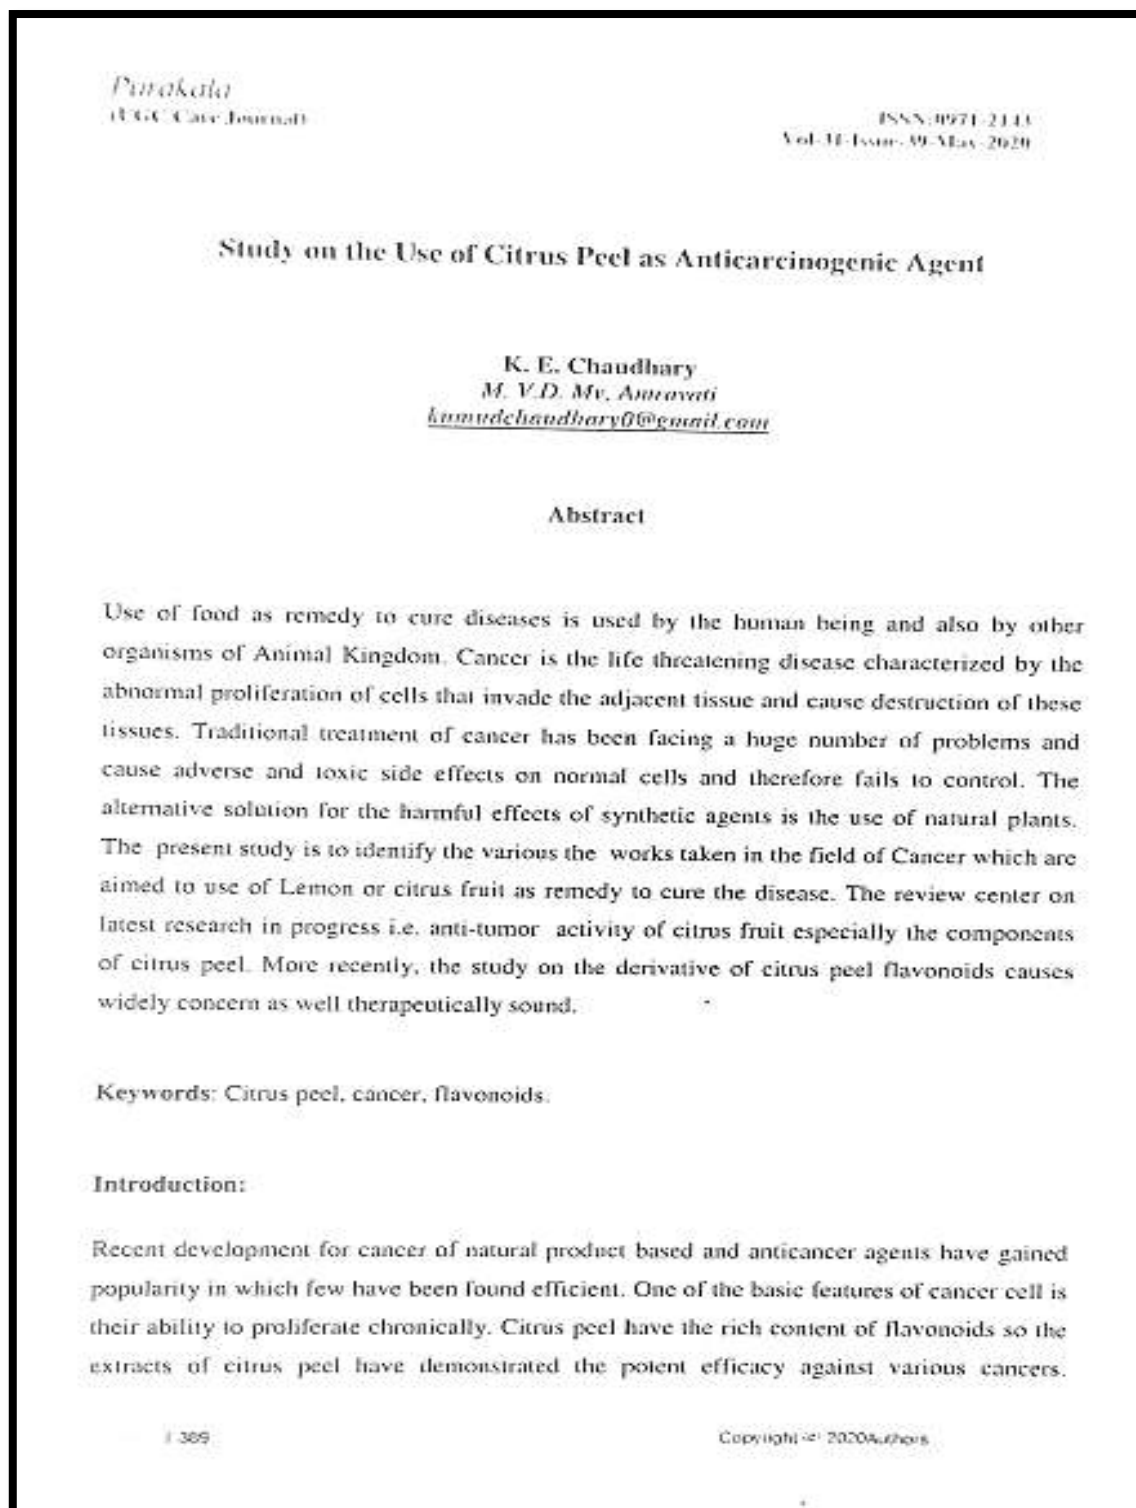 Purakala
(UGC Care Journal)
ISSN:0971-2143
Vol-31-Issue-39-May-2020
Study on the Use of Citrus Peel as Anticarcinogenic Agent
K. E. Chaudhary
M. V.D. Mv, Amravati
kumudchaudhary0@gmail.com
Abstract
Use of food as remedy to cure diseases is used by the human being and also by other
organisms of Animal Kingdom. Cancer is the life threatening disease characterized by the
abnormal proliferation of cells that invade the adjacent tissue and cause destruction of these
tissues. Traditional treatment of cancer has been facing a huge number of problems and
cause adverse and toxic side effects on normal cells and therefore fails to control. The
alternative solution for the harmful effects of synthetic agents is the use of natural plants.
The present study is to identify the various the works taken in the field of Cancer which are
aimed to use of Lemon or citrus fruit as remedy to cure the disease. The review center on
latest research in progress i.e. anti-tumor activity of citrus fruit especially the components
of citrus peel. More recently, the study on the derivative of citrus peel flavonoids causes
widely concern as well therapeutically sound.
Keywords: Citrus peel, cancer, flavonoids.
Introduction:
Recent development for cancer of natural product based and anticancer agents have gained
popularity in which few have been found efficient. One of the basic features of cancer cell is
their ability to proliferate chronically. Citrus peel have the rich content of flavonoids so the
extracts of citrus peel have demonstrated the potent efficacy against various cancers.
389
Copyright © 2020Authors